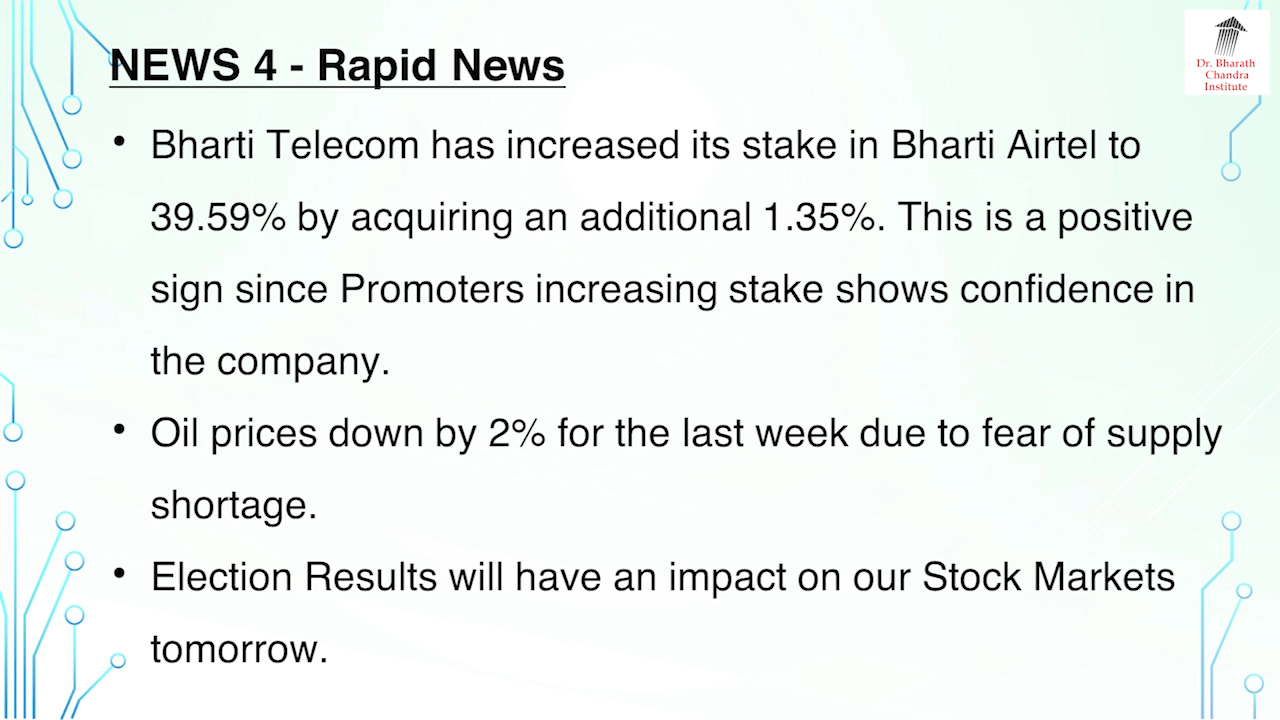 NEWS 4 - Rapid News
Dr. Bharath
Chandra
Institute
• Bharti Telecom has increased its stake in Bharti Airtel to
39.59% by acquiring an additional 1.35%. This is a positive
sign since Promoters increasing stake shows confidence in
the company.
• Oil prices down by 2% for the last week due to fear of supply
shortage.
• Election Results will have an impact on our Stock Markets
tomorrow.